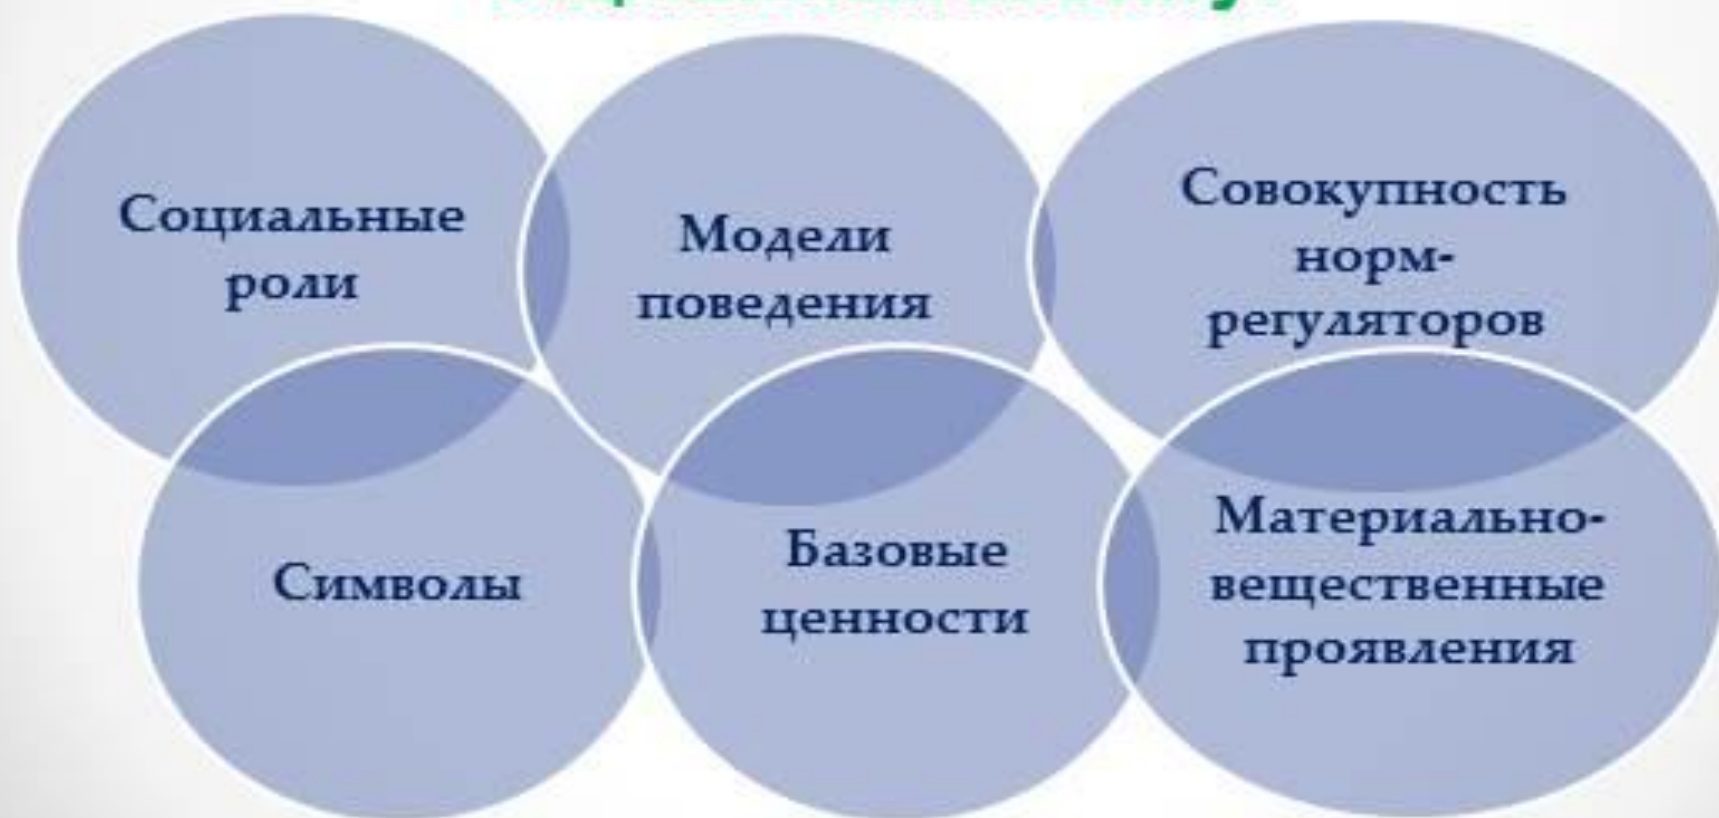 Социальные
роли
Модели
поведения
Совокупность
норм-
регуляторов
Символы
Базовые
ценности
Материально-
вещественные
проявления